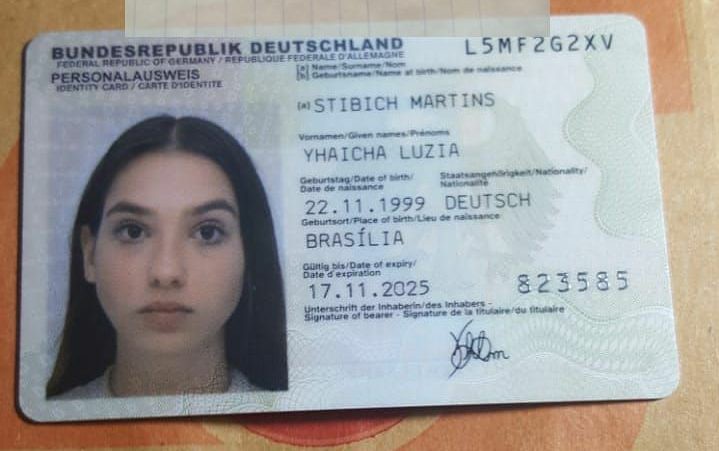 BUNDESREPUBLIK DEUTSCHLAND
FEDERAL REPUBLIC OF GERMANY / REPUBLIQUE FEDERALE D'ALLEMAGNE
PERSONALAUSWEIS
IDENTITY CARD / CARTE D'IDENTITE
L5MF2G2XV
[a] Name/Surname/Nom
[b] Geburtsname/Name at birth/Nom de naissance
[a] STIBICH MARTINS
Vornamen/Given names/Prénoms
YHAICHA LUZIA
Geburtstag/Date of birth/
Date de naissance
Staatsangehörigkeit/Nationality/
Nationalité
22.11.1999 DEUTSCH
Geburtsort/Place of birth/Lieu de naissance
BRASÍLIA
Gültig bis/Date of expiry/
Date d'expiration
17.11.2025 823585
Unterschrift der Inhaberin/des Inhabers -
Signature of bearer - Signature de la titulaire/du titulaire